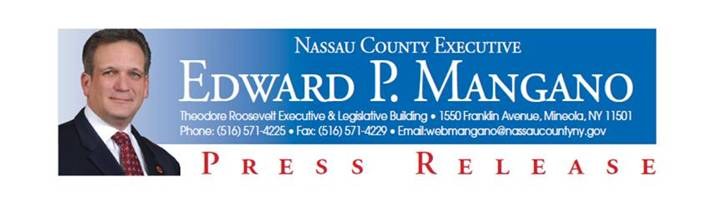 Nassau County Executive
Edward P. Mangano
Theodore Roosevelt Executive & Legislative Building • 1550 Franklin Avenue, Mineola, NY 11501
Phone: (516) 571-4225 • Fax: (516) 571-4229 • Email:webmangano@nassaucountyny.gov
Press Release